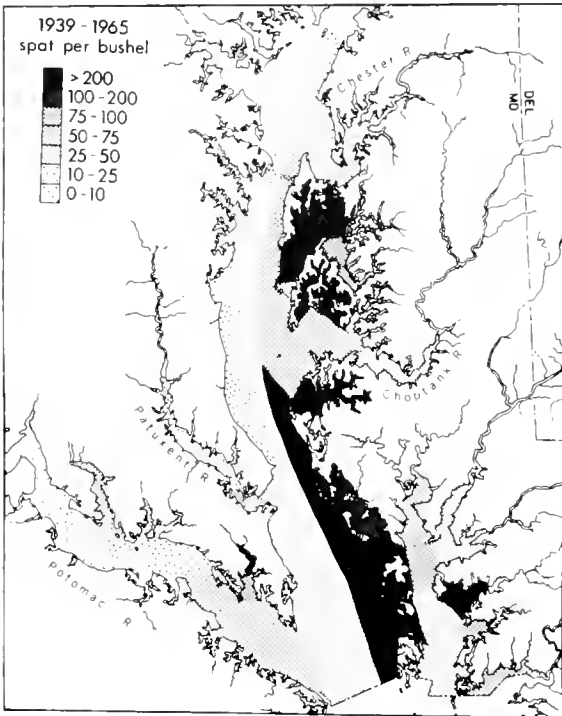 1939 - 1965
spat per bushel
> 200
100 - 200
75 - 100
50 - 75
25 - 50
10 - 25
0 - 10
Chester R
DEL
MD
Choptank R
Patuxent R
Potomac R